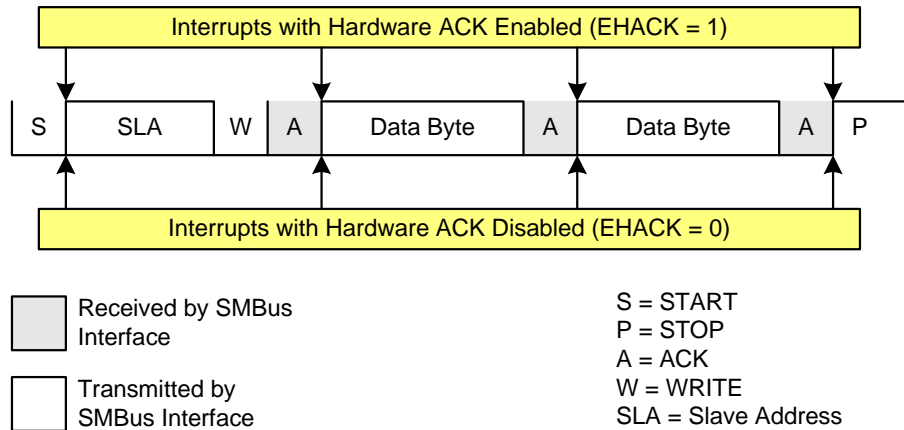 Interrupts with Hardware ACK Enabled (EHACK = 1)
S SLA W A Data Byte A Data Byte A P
Interrupts with Hardware ACK Disabled (EHACK = 0)
Received by SMBus
Interface
Transmitted by
SMBus Interface
S = START
P = STOP
A = ACK
W = WRITE
SLA = Slave Address